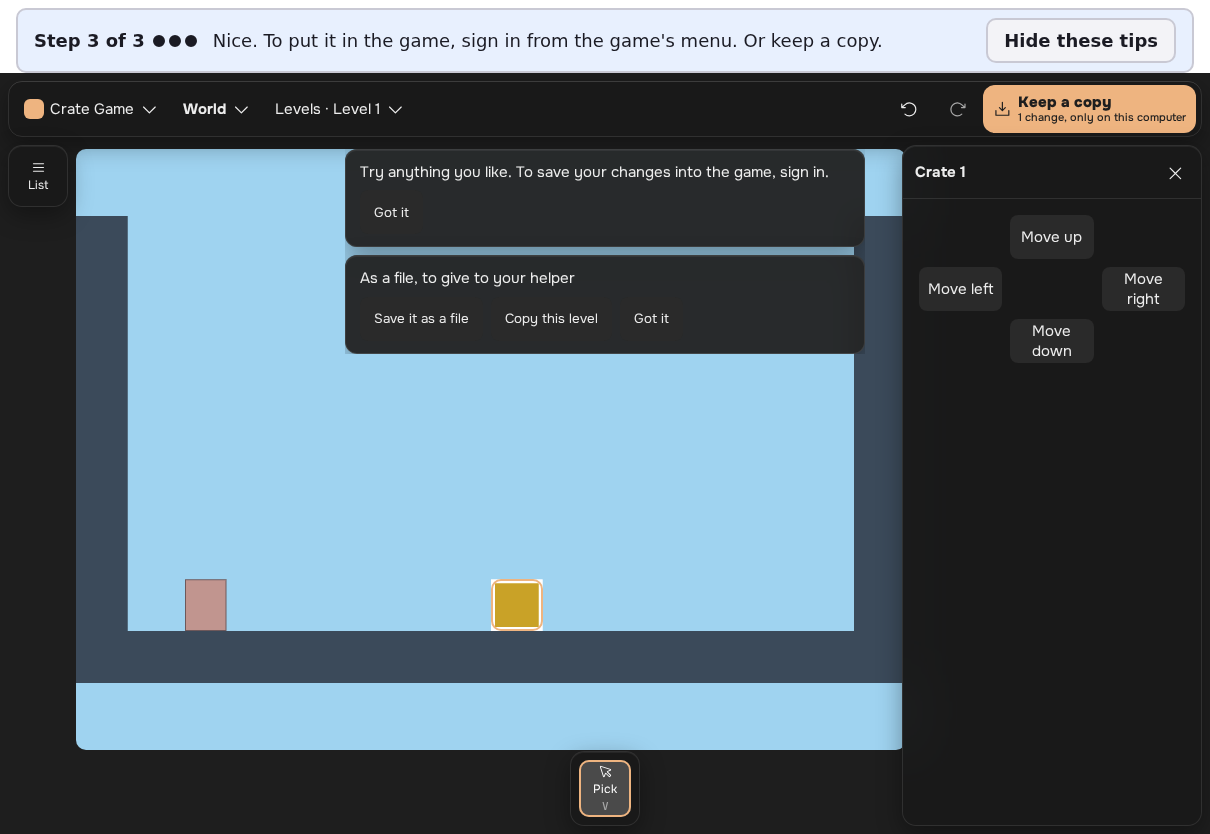 Step 3 of 3 ●●● Nice. To put it in the game, sign in from the game's menu. Or keep a copy.
Hide these tips
Crate Game
World
Levels · Level 1
Keep a copy
1 change, only on this computer
List
Try anything you like. To save your changes into the game, sign in.
Got it
As a file, to give to your helper
Save it as a file
Copy this level
Got it
Crate 1
Move up
Move left
Move
right
Move
down
Pick
V